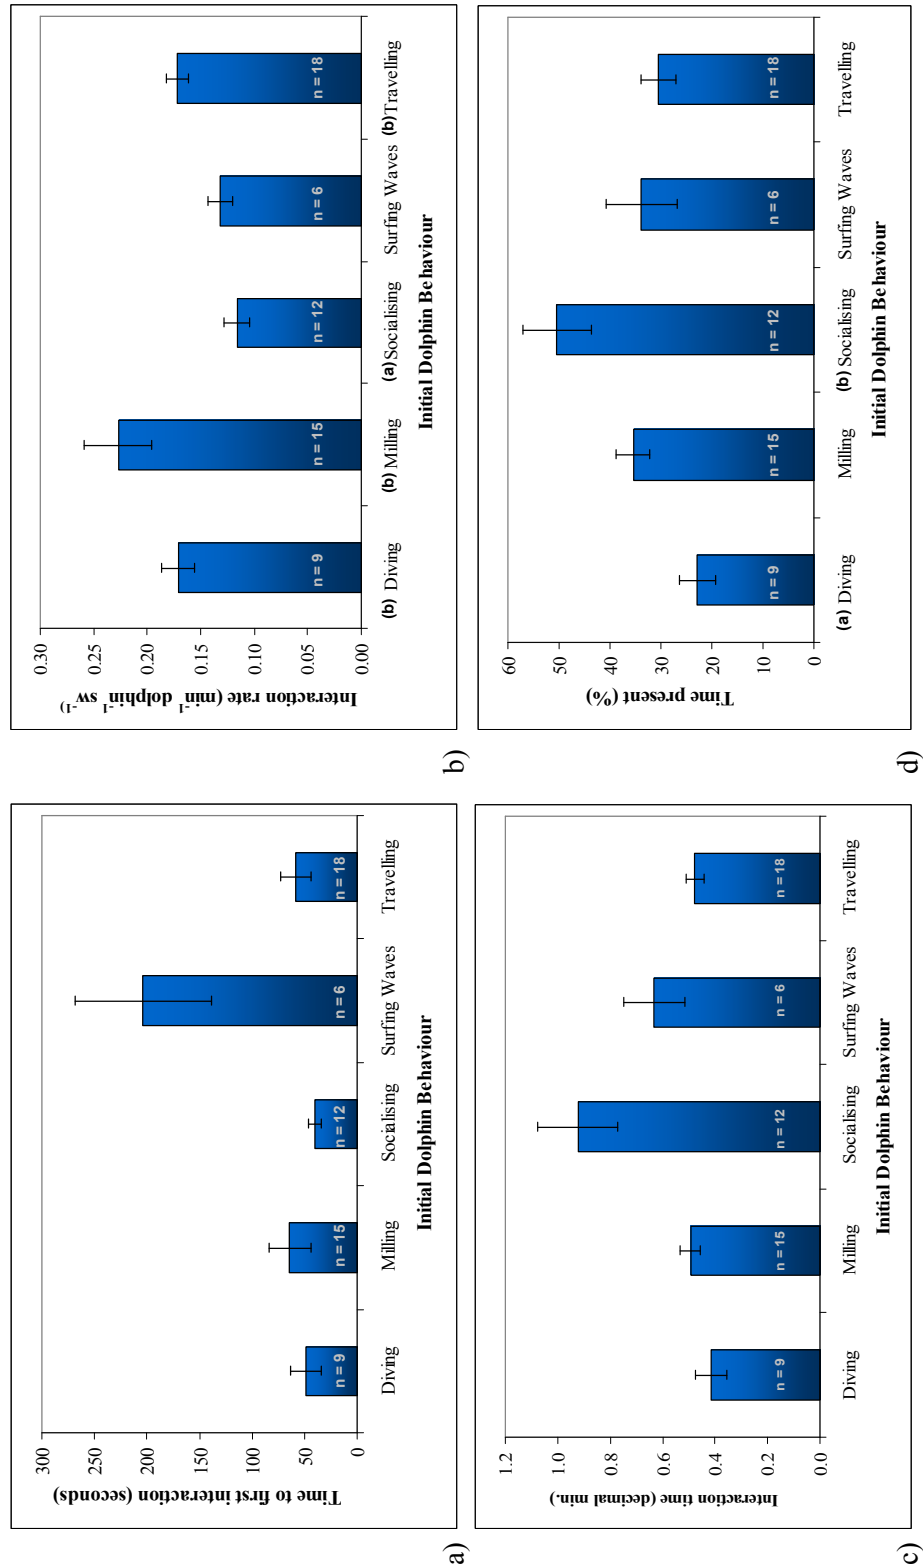 a)
Time to first interaction (seconds)
300
250
200
150
100
50
0
n = 9
n = 15
n = 12
n = 6
n = 18
Diving
Milling
Socialising
Surfing Waves
Travelling
Initial Dolphin Behaviour
b)
Interaction rate (min-1 dolphin-1 sw-1)
0.30
0.25
0.20
0.15
0.10
0.05
0.00
n = 9
n = 15
n = 12
n = 6
n = 18
(b) Diving
(b) Milling
(a) Socialising
Surfing Waves
(b) Travelling
Initial Dolphin Behaviour
c)
Interaction time (decimal min.)
1.2
1.0
0.8
0.6
0.4
0.2
0.0
n = 9
n = 15
n = 12
n = 6
n = 18
Diving
Milling
Socialising
Surfing Waves
Travelling
Initial Dolphin Behaviour
d)
Time present (%)
60
50
40
30
20
10
0
n = 9
n = 15
n = 12
n = 6
n = 18
(a) Diving
Milling
(b) Socialising
Surfing Waves
Travelling
Initial Dolphin Behaviour